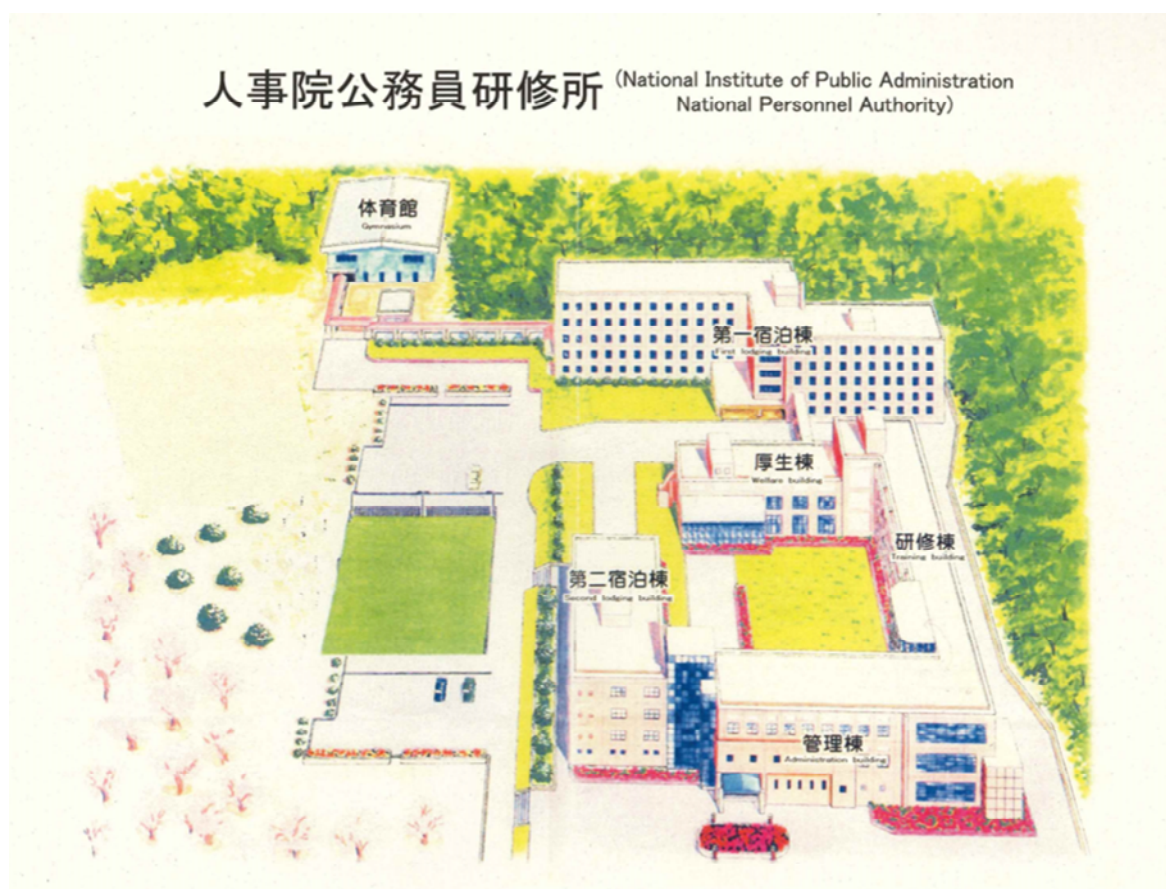 人事院公務員研修所
(National Institute of Public Administration
National Personnel Authority)
体育館
Gymnasium
第一宿泊棟
First lodging building
厚生棟
Welfare building
研修棟
Training building
第二宿泊棟
Second lodging building
管理棟
Administration building